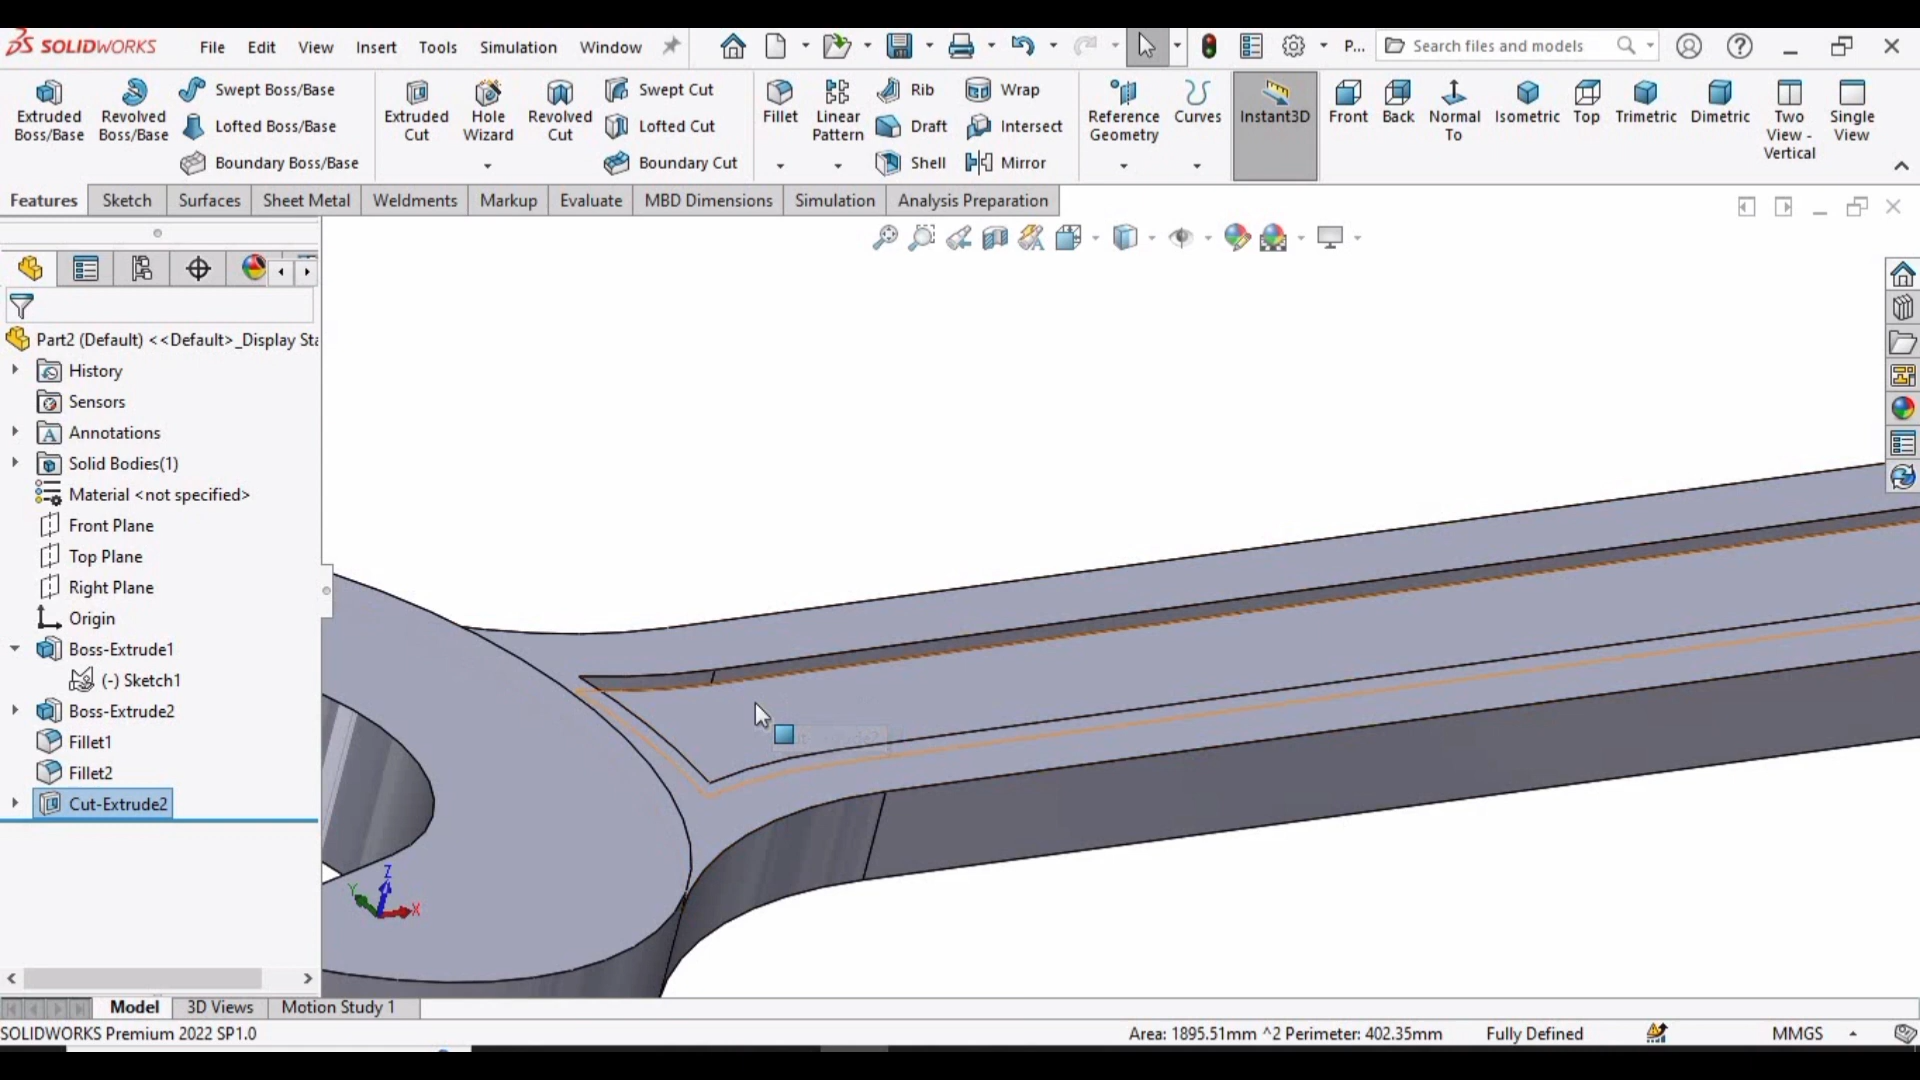 SOLIDWORKS File Edit View Insert Tools Simulation Window P... Search files and models
Extruded Boss/Base
Revolved Boss/Base
Swept Boss/Base
Lofted Boss/Base
Boundary Boss/Base
Extruded Cut
Hole Wizard
Revolved Cut
Swept Cut
Lofted Cut
Boundary Cut
Fillet
Linear Pattern
Rib
Draft
Shell
Wrap
Intersect
Mirror
Reference Geometry
Curves
Instant3D
Front
Back
Normal To
Isometric
Top
Trimetric
Dimetric
Two View - Vertical
Single View
Features Sketch Surfaces Sheet Metal Weldments Markup Evaluate MBD Dimensions Simulation Analysis Preparation
Part2 (Default) <<Default>_Display Sta
History
Sensors
Annotations
Solid Bodies(1)
Material <not specified>
Front Plane
Top Plane
Right Plane
Origin
Boss-Extrude1
(-) Sketch1
Boss-Extrude2
Fillet1
Fillet2
Cut-Extrude2
Z
Y
X
Model 3D Views Motion Study 1
SOLIDWORKS Premium 2022 SP1.0 Area: 1895.51mm ^2 Perimeter: 402.35mm Fully Defined MMGS